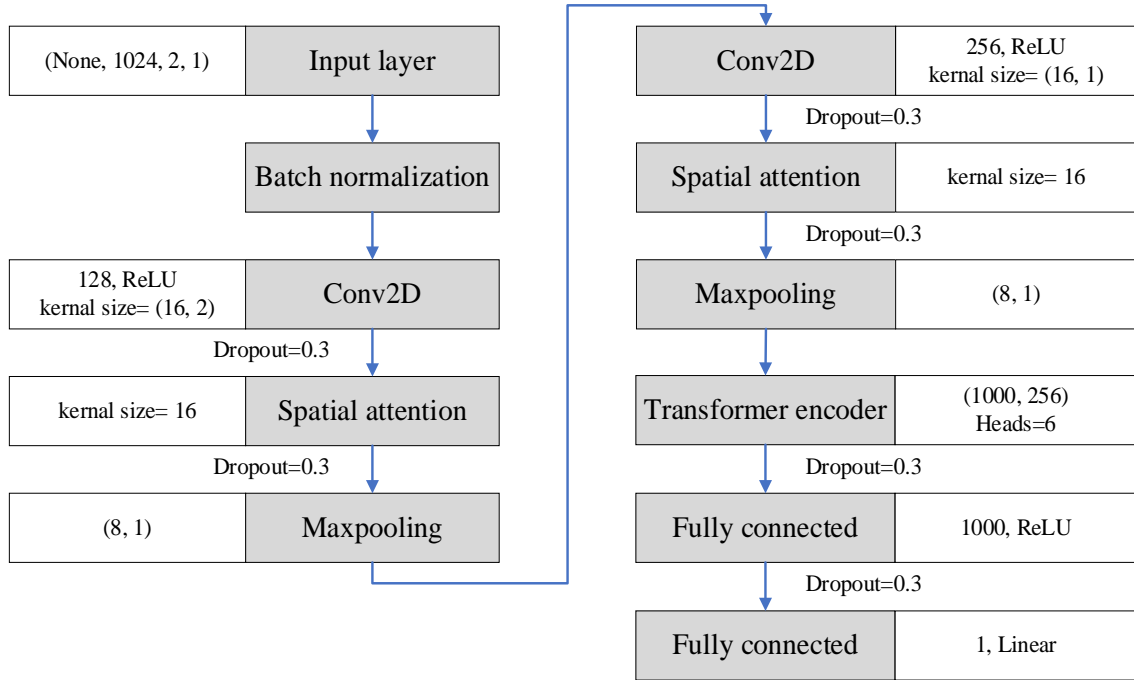 (None, 1024, 2, 1)
Input layer
Batch normalization
128, ReLU
kernal size= (16, 2)
Conv2D
Dropout=0.3
kernal size= 16
Spatial attention
Dropout=0.3
(8, 1)
Maxpooling
Conv2D
256, ReLU
kernal size= (16, 1)
Dropout=0.3
Spatial attention
kernal size= 16
Dropout=0.3
Maxpooling
(8, 1)
Transformer encoder
(1000, 256)
Heads=6
Dropout=0.3
Fully connected
1000, ReLU
Dropout=0.3
Fully connected
1, Linear